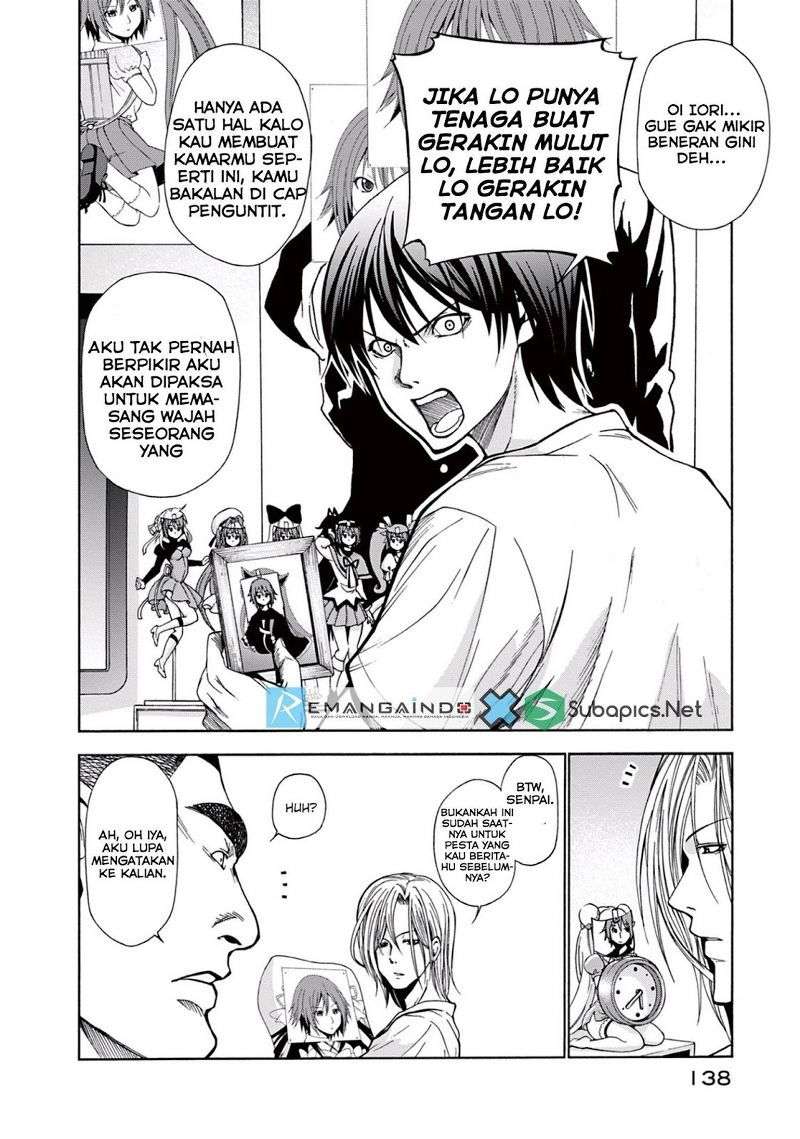 OI IORI...
GUE GAK MIKIR
BENERAN GINI
DEH...
JIKA LO PUNYA
TENAGA BUAT
GERAKIN MULUT
LO, LEBIH BAIK
LO GERAKIN
TANGAN LO!
HANYA ADA
SATU HAL KALO
KAU MEMBUAT
KAMARMU SEP-
ERTI INI, KAMU
BAKALAN DI CAP
PENGUNTIT.
AKU TAK PERNAH
BERPIKIR AKU
AKAN DIPAKSA
UNTUK MEMA-
SANG WAJAH
SESEORANG
YANG
REMANGAINDO
Subapics.Net
BTW,
SENPAI.
BUKANKAH INI
SUDAH SAAT-
NYA UNTUK
PESTA YANG
KAU BERITA-
HU SEBELUM-
NYA?
HUH?
AH, OH IYA,
AKU LUPA
MENGATAKAN
KE KALIAN.
138